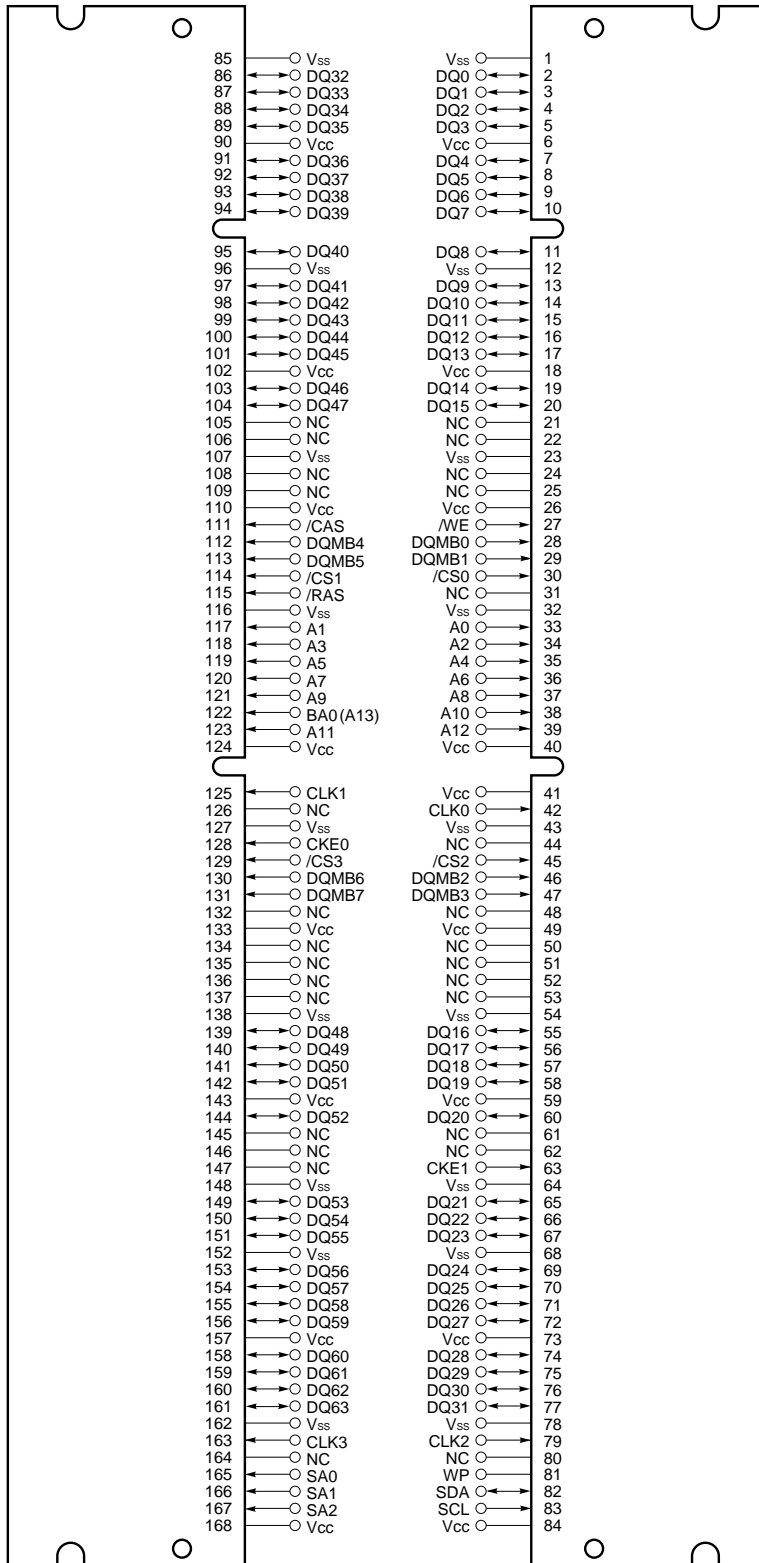 85 Vss Vss 1
86 DQ32 DQ0 2
87 DQ33 DQ1 3
88 DQ34 DQ2 4
89 DQ35 DQ3 5
90 Vcc Vcc 6
91 DQ36 DQ4 7
92 DQ37 DQ5 8
93 DQ38 DQ6 9
94 DQ39 DQ7 10
95 DQ40 DQ8 11
96 Vss Vss 12
97 DQ41 DQ9 13
98 DQ42 DQ10 14
99 DQ43 DQ11 15
100 DQ44 DQ12 16
101 DQ45 DQ13 17
102 Vcc Vcc 18
103 DQ46 DQ14 19
104 DQ47 DQ15 20
105 NC NC 21
106 NC NC 22
107 Vss Vss 23
108 NC NC 24
109 NC NC 25
110 Vcc Vcc 26
111 /CAS /WE 27
112 DQMB4 DQMB0 28
113 DQMB5 DQMB1 29
114 /CS1 /CS0 30
115 /RAS NC 31
116 Vss Vss 32
117 A1 A0 33
118 A3 A2 34
119 A5 A4 35
120 A7 A6 36
121 A9 A8 37
122 BA0(A13) A10 38
123 A11 A12 39
124 Vcc Vcc 40
125 CLK1 Vcc 41
126 NC CLK0 42
127 Vss Vss 43
128 CKE0 NC 44
129 /CS3 /CS2 45
130 DQMB6 DQMB2 46
131 DQMB7 DQMB3 47
132 NC NC 48
133 Vcc Vcc 49
134 NC NC 50
135 NC NC 51
136 NC NC 52
137 NC NC 53
138 Vss Vss 54
139 DQ48 DQ16 55
140 DQ49 DQ17 56
141 DQ50 DQ18 57
142 DQ51 DQ19 58
143 Vcc Vcc 59
144 DQ52 DQ20 60
145 NC NC 61
146 NC NC 62
147 NC CKE1 63
148 Vss Vss 64
149 DQ53 DQ21 65
150 DQ54 DQ22 66
151 DQ55 DQ23 67
152 Vss Vss 68
153 DQ56 DQ24 69
154 DQ57 DQ25 70
155 DQ58 DQ26 71
156 DQ59 DQ27 72
157 Vcc Vcc 73
158 DQ60 DQ28 74
159 DQ61 DQ29 75
160 DQ62 DQ30 76
161 DQ63 DQ31 77
162 Vss Vss 78
163 CLK3 CLK2 79
164 NC NC 80
165 SA0 WP 81
166 SA1 SDA 82
167 SA2 SCL 83
168 Vcc Vcc 84